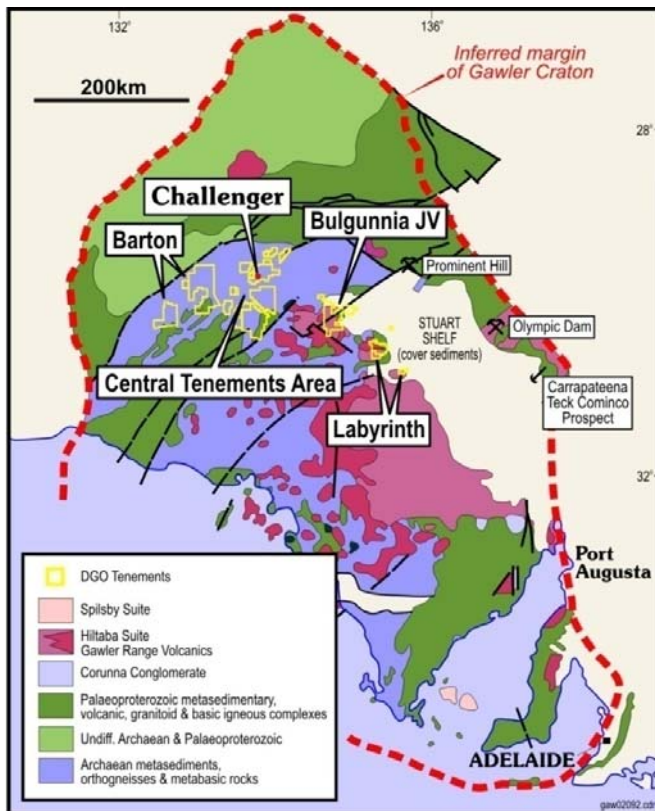 132°
136°
Inferred margin
of Gawler Craton
200km
28°
Challenger
Bulgunnia JV
Barton
Prominent Hill
STUART
SHELF
(cover sediments)
Olympic Dam
Central Tenements Area
Carrapateena
Teck Cominco
Prospect
Labyrinth
32°
Port
Augusta
DGO Tenements
Spilsby Suite
Hiltaba Suite
Gawler Range Volcanics
Corunna Conglomerate
Palaeoproterozoic metasedimentary,
volcanic, granitoid & basic igneous complexes
Undiff. Archaean & Palaeoproterozoic
Archaean metasediments,
orthogneisses & metabasic rocks
ADELAIDE
gaw02092.cdr